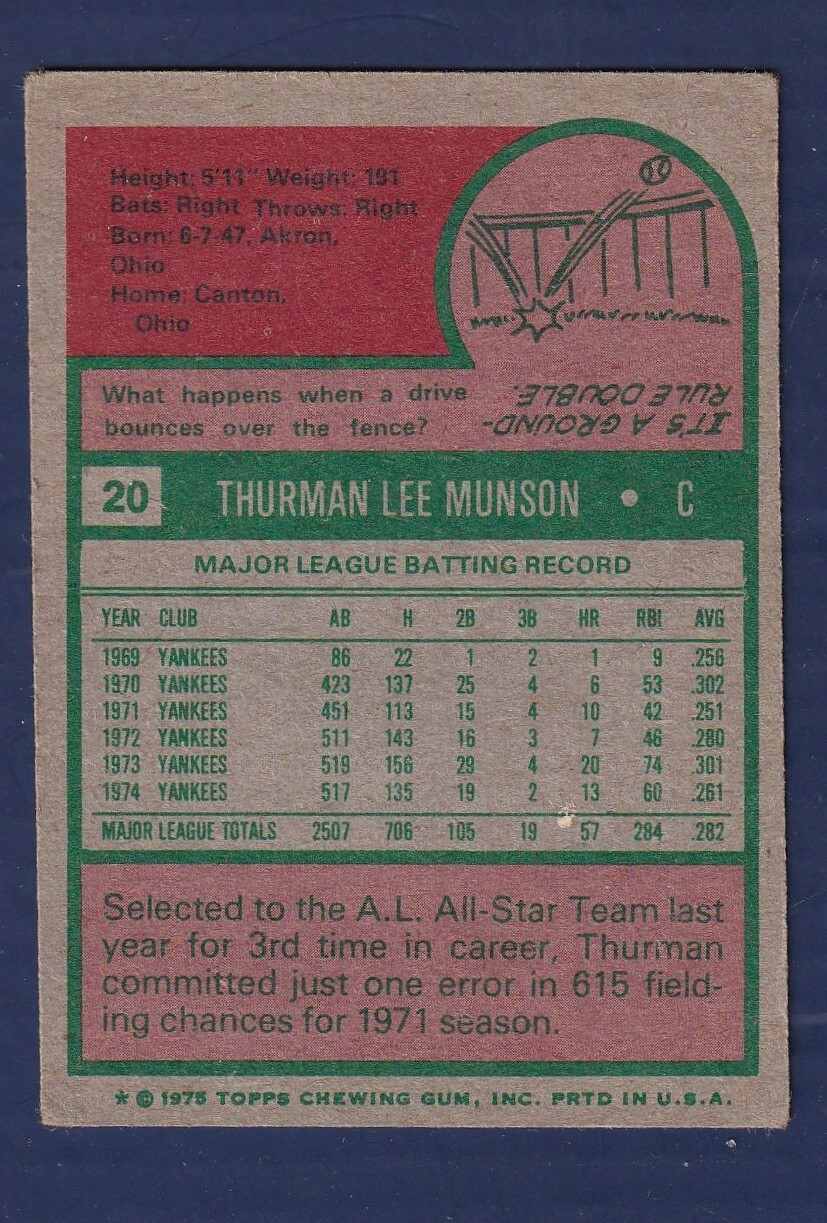 Height: 5'11" Weight: 191
Bats: Right Throws: Right
Born: 6-7-47, Akron,
Ohio
Home: Canton,
Ohio
What happens when a drive
bounces over the fence?
IT'S A GROUND-
RULE DOUBLE.
20 THURMAN LEE MUNSON • C
MAJOR LEAGUE BATTING RECORD
YEAR CLUB AB H 2B 3B HR RBI AVG
1969 YANKEES 86 22 1 2 1 9 .256
1970 YANKEES 423 137 25 4 6 53 .302
1971 YANKEES 451 113 15 4 10 42 .251
1972 YANKEES 511 143 16 3 7 46 .280
1973 YANKEES 519 156 29 4 20 74 .301
1974 YANKEES 517 135 19 2 13 60 .261
MAJOR LEAGUE TOTALS 2507 706 105 19 57 284 .282
Selected to the A.L. All-Star Team last
year for 3rd time in career, Thurman
committed just one error in 615 field-
ing chances for 1971 season.
* © 1975 TOPPS CHEWING GUM, INC. PRTD IN U.S.A.